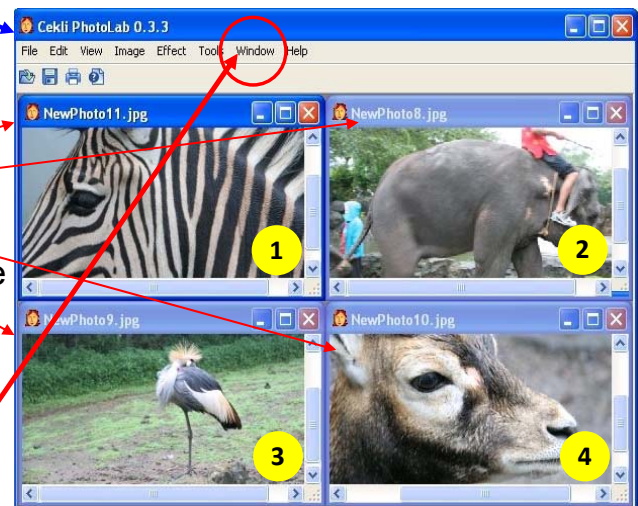 Cekli PhotoLab 0.3.3
File Edit View Image Effect Tools Window Help
NewPhoto11.jpg
NewPhoto8.jpg
1
2
e
NewPhoto9.jpg
NewPhoto10.jpg
3
4